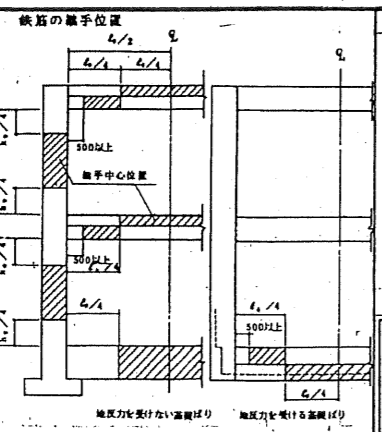 鉄筋の継手位置
ℓ₀/2
ℓ₀/4
ℓ₀/4
h₀/4
500以上
継手中心位置
h₀/4
h₀/4
500以上
ℓ₀/4
ℓ₀/4
ℓ₀/4
500以上
h₀/4
ℓ₀/4
地反力を受けない基礎ばり
地反力を受ける基礎ばり